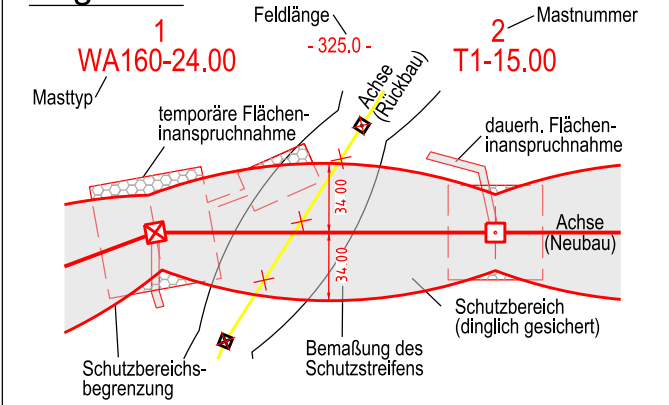 Feldlänge
- 325.0 -
1
WA160-24.00
2
Mastnummer
T1-15.00
Masttyp
temporäre Flächen-
inanspruchnahme
Achse
(Rückbau)
dauerh. Flächen-
inanspruchnahme
34.00
34.00
Achse
(Neubau)
Schutzbereich
(dinglich gesichert)
Schutzbereichs-
begrenzung
Bemaßung des
Schutzstreifens